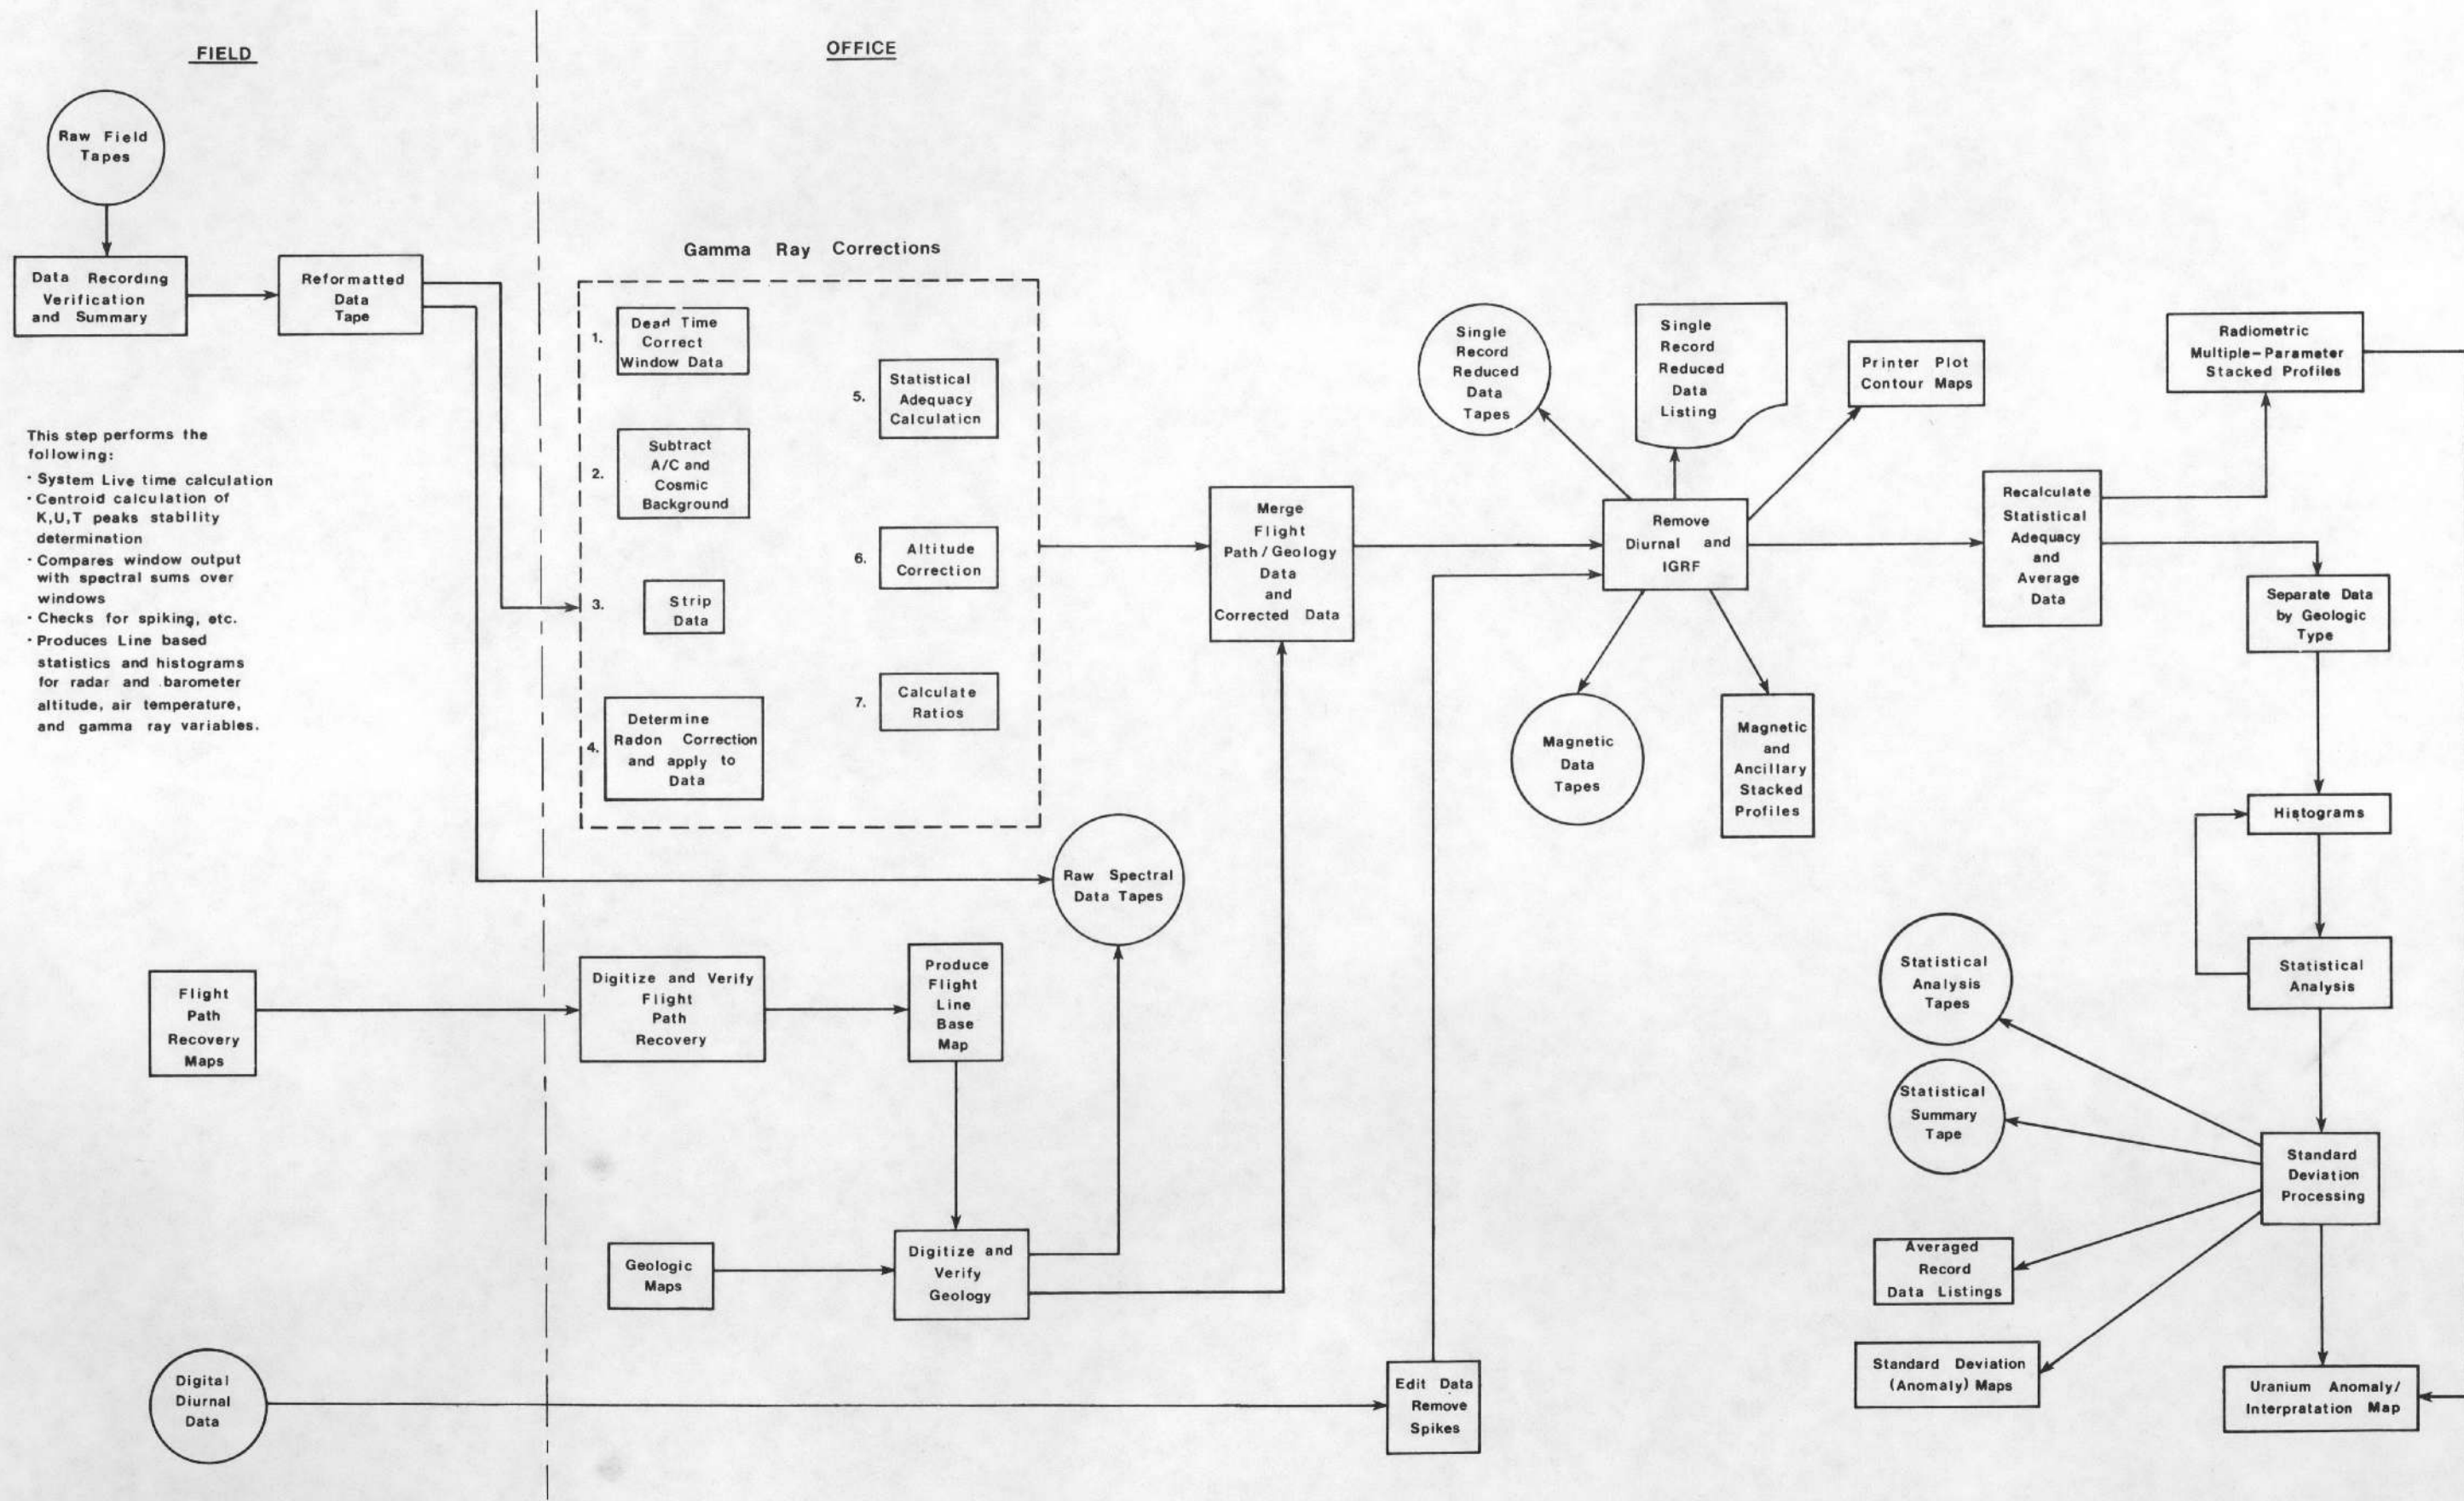 FIELD
OFFICE
Raw Field
Tapes
Data Recording
Verification
and Summary
Reformatted
Data
Tape
This step performs the
following:
· System Live time calculation
· Centroid calculation of
K,U,T peaks stability
determination
· Compares window output
with spectral sums over
windows
· Checks for spiking, etc.
· Produces Line based
statistics and histograms
for radar and barometer
altitude, air temperature,
and gamma ray variables.
Gamma Ray Corrections
1.
Dead Time
Correct
Window Data
2.
Subtract
A/C and
Cosmic
Background
3.
Strip
Data
4.
Determine
Radon Correction
and apply to
Data
5.
Statistical
Adequacy
Calculation
6.
Altitude
Correction
7.
Calculate
Ratios
Raw Spectral
Data Tapes
Flight
Path
Recovery
Maps
Digitize and Verify
Flight
Path
Recovery
Produce
Flight
Line
Base
Map
Geologic
Maps
Digitize and
Verify
Geology
Digital
Diurnal
Data
Edit Data
Remove
Spikes
Merge
Flight
Path/Geology
Data
and
Corrected Data
Single
Record
Reduced
Data
Tapes
Single
Record
Reduced
Data
Listing
Printer Plot
Contour Maps
Remove
Diurnal and
IGRF
Magnetic
Data
Tapes
Magnetic
and
Ancillary
Stacked
Profiles
Recalculate
Statistical
Adequacy
and
Average
Data
Radiometric
Multiple-Parameter
Stacked Profiles
Separate Data
by Geologic
Type
Histograms
Statistical
Analysis
Statistical
Analysis
Tapes
Statistical
Summary
Tape
Standard
Deviation
Processing
Averaged
Record
Data Listings
Standard Deviation
(Anomaly) Maps
Uranium Anomaly/
Interpratation Map